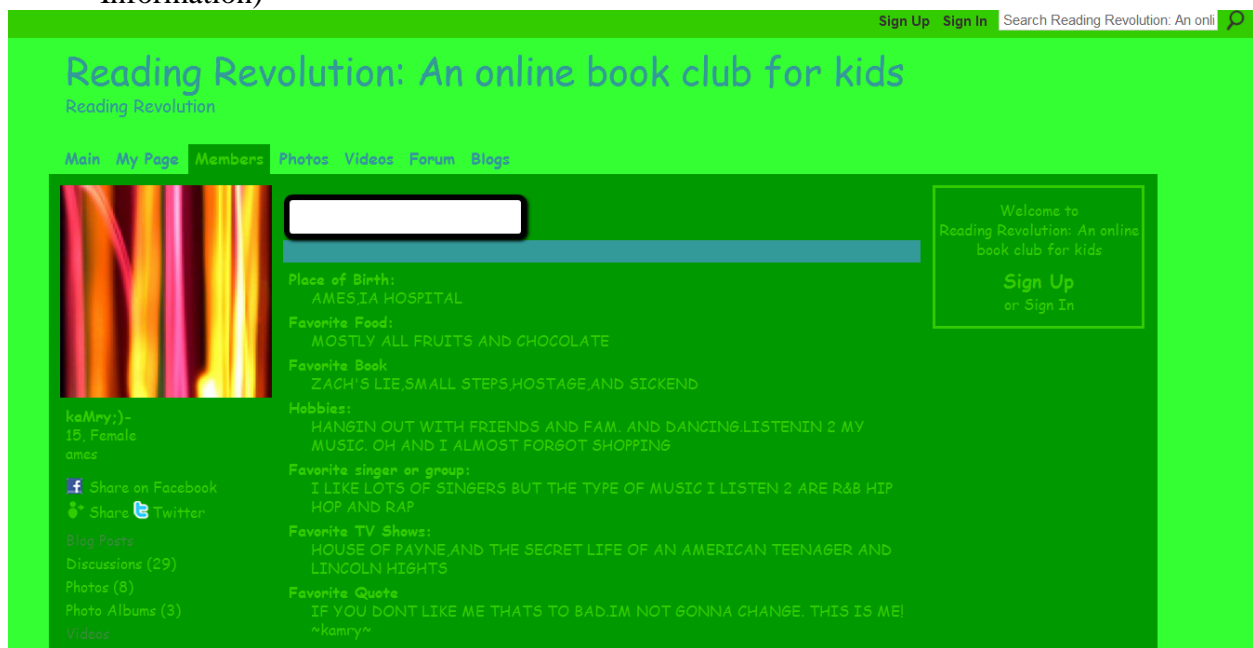 Information)
Sign Up Sign In Search Reading Revolution: An onli
Reading Revolution: An online book club for kids
Reading Revolution
Main My Page Members Photos Videos Forum Blogs
Place of Birth:
AMES,IA HOSPITAL
Favorite Food:
MOSTLY ALL FRUITS AND CHOCOLATE
Favorite Book
ZACH'S LIE,SMALL STEPS,HOSTAGE,AND SICKEND
Hobbies:
HANGIN OUT WITH FRIENDS AND FAM. AND DANCING.LISTENIN 2 MY
MUSIC. OH AND I ALMOST FORGOT SHOPPING
Favorite singer or group:
I LIKE LOTS OF SINGERS BUT THE TYPE OF MUSIC I LISTEN 2 ARE R&B HIP
HOP AND RAP
Favorite TV Shows:
HOUSE OF PAYNE,AND THE SECRET LIFE OF AN AMERICAN TEENAGER AND
LINCOLN HIGHTS
Favorite Quote
IF YOU DONT LIKE ME THATS TO BAD.IM NOT GONNA CHANGE. THIS IS ME!
~kamry~
kaMry;)~
15, Female
ames
Share on Facebook
Share Twitter
Blog Posts
Discussions (29)
Photos (8)
Photo Albums (3)
Videos
Welcome to
Reading Revolution: An online
book club for kids
Sign Up
or Sign In